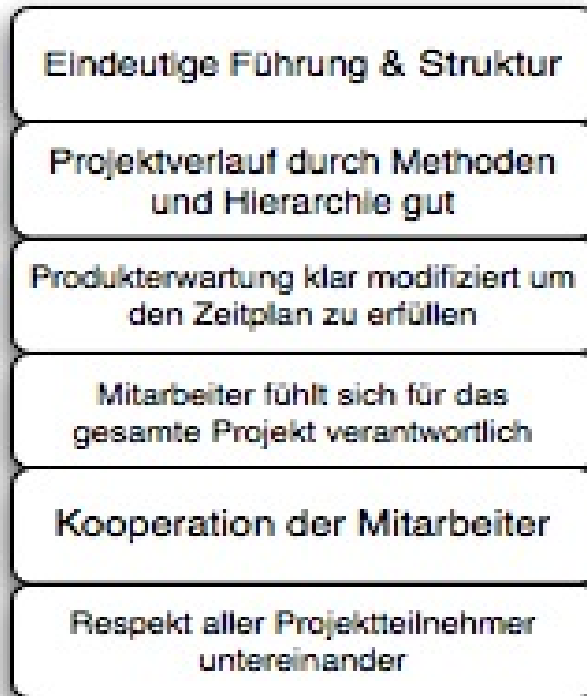 Eindeutige Führung & Struktur
Projektverlauf durch Methoden
und Hierarchie gut
Produkterwartung klar modifiziert um
den Zeitplan zu erfüllen
Mitarbeiter fühlt sich für das
gesamte Projekt verantwortlich
Kooperation der Mitarbeiter
Respekt aller Projektteilnehmer
untereinander